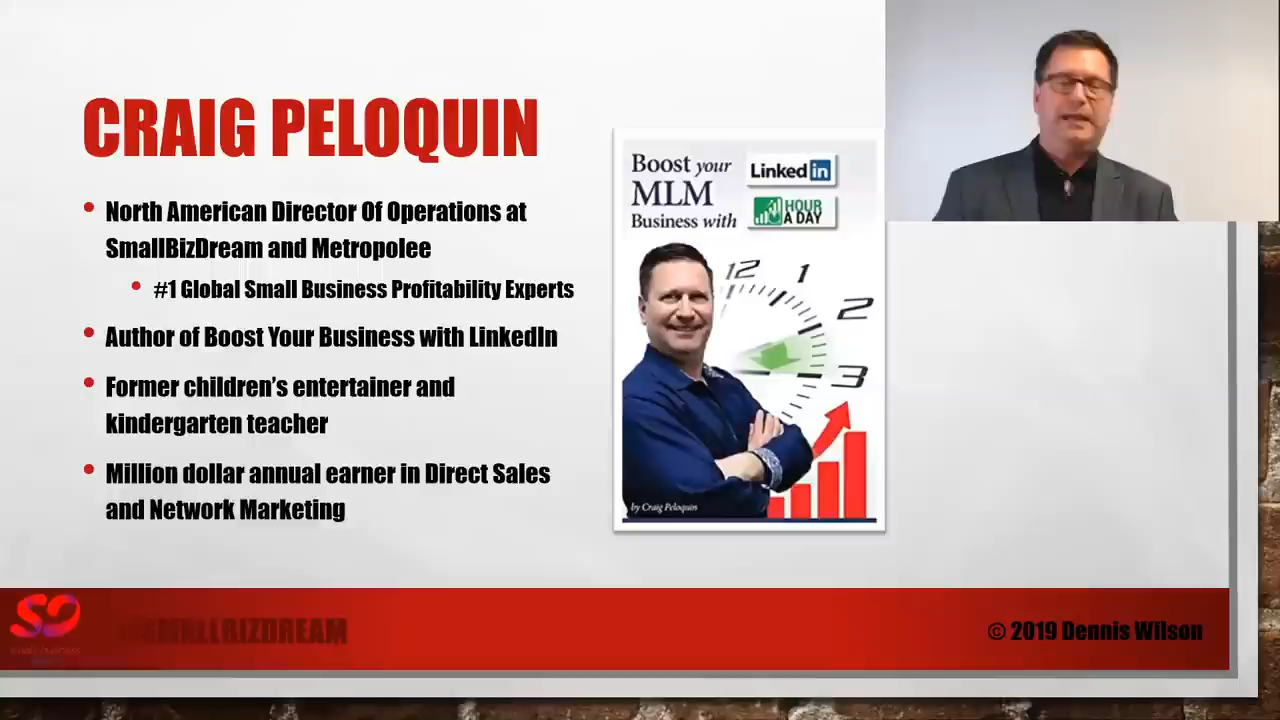 CRAIG PELOQUIN
North American Director Of Operations at
SmallBizDream and Metropolee
#1 Global Small Business Profitability Experts
Author of Boost Your Business with LinkedIn
Former children's entertainer and
kindergarten teacher
Million dollar annual earner in Direct Sales
and Network Marketing
Boost your
MLM
Business with
Linkedin
HOUR
A DAY
12
1
2
3
by Craig Peloquin
SMALLBIZDREAM
© 2019 Dennis Wilson